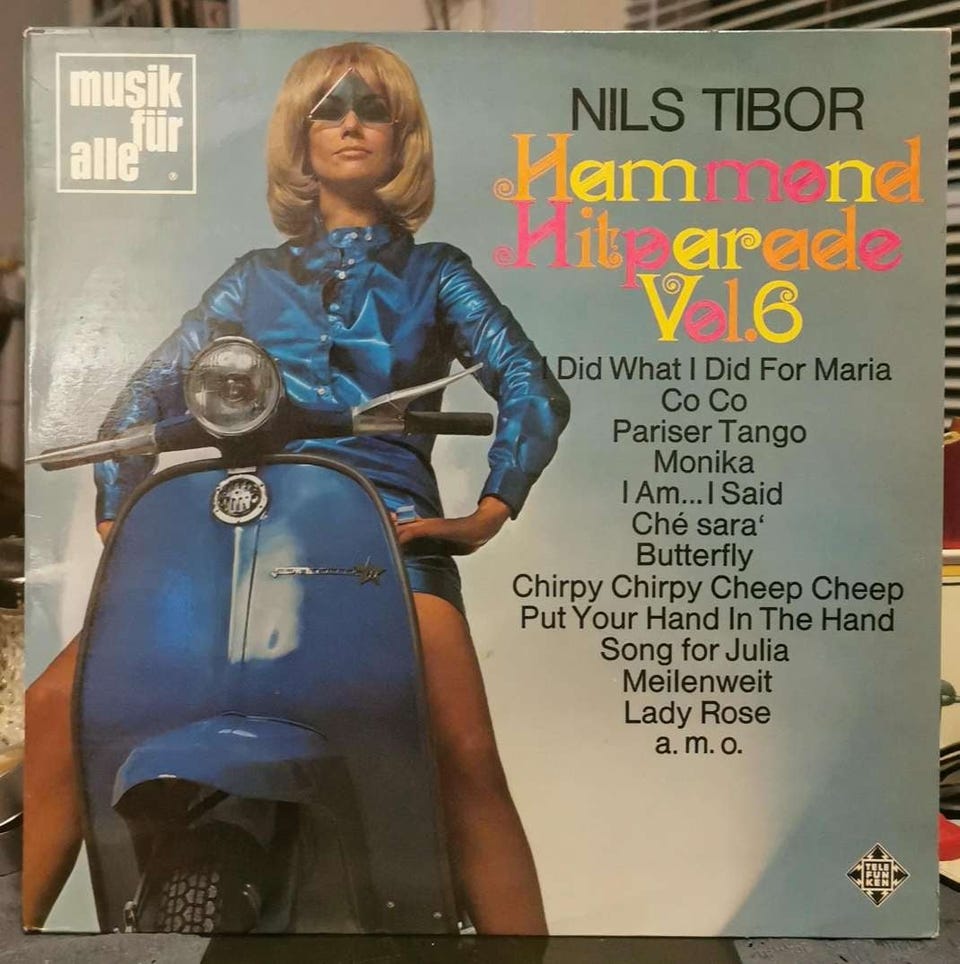 musik
für
alle
®
NILS TIBOR
Hammond
Hitparade
Vol.6
I Did What I Did For Maria
Co Co
Pariser Tango
Monika
I Am...I Said
Ché sara‘
Butterfly
Chirpy Chirpy Cheep Cheep
Put Your Hand In The Hand
Song for Julia
Meilenweit
Lady Rose
a. m. o.
TELE
FUN
KEN